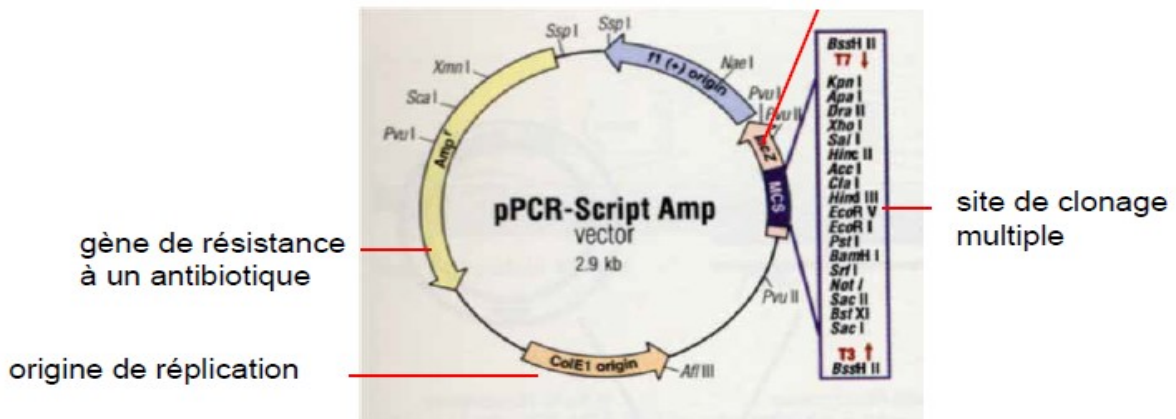 Ssp I
Ssp I
f1 (+) origin
Nae I
Pvu I
Pvu II
lacZ
MCS
Xmn I
Sca I
Pvu I
Amp r
pPCR-Script Amp
vector
2.9 kb
Pvu II
ColE1 origin
Afl III
BssH II
T7 ↓
Kpn I
Apa I
Dra II
Xho I
Sal I
Hinc II
Acc I
Cla I
Hind III
EcoR V
EcoR I
Pst I
BamH I
Srf I
Not I
Sac II
Bst XI
Sac I
T3 ↑
BssH II
gène de résistance
à un antibiotique
origine de réplication
site de clonage
multiple